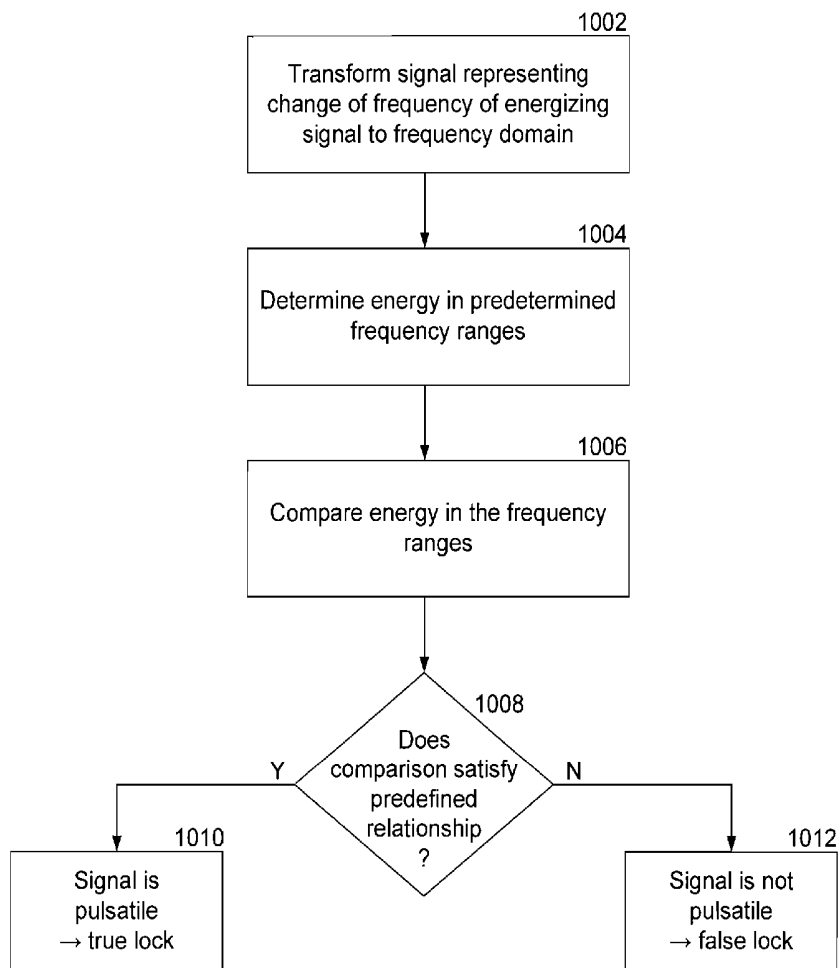 1002
Transform signal representing
change of frequency of energizing
signal to frequency domain
1004
Determine energy in predetermined
frequency ranges
1006
Compare energy in the frequency
ranges
1008
Does
comparison satisfy
predefined
relationship
?
Y
N
1010
Signal is
pulsatile
→ true lock
1012
Signal is not
pulsatile
→ false lock